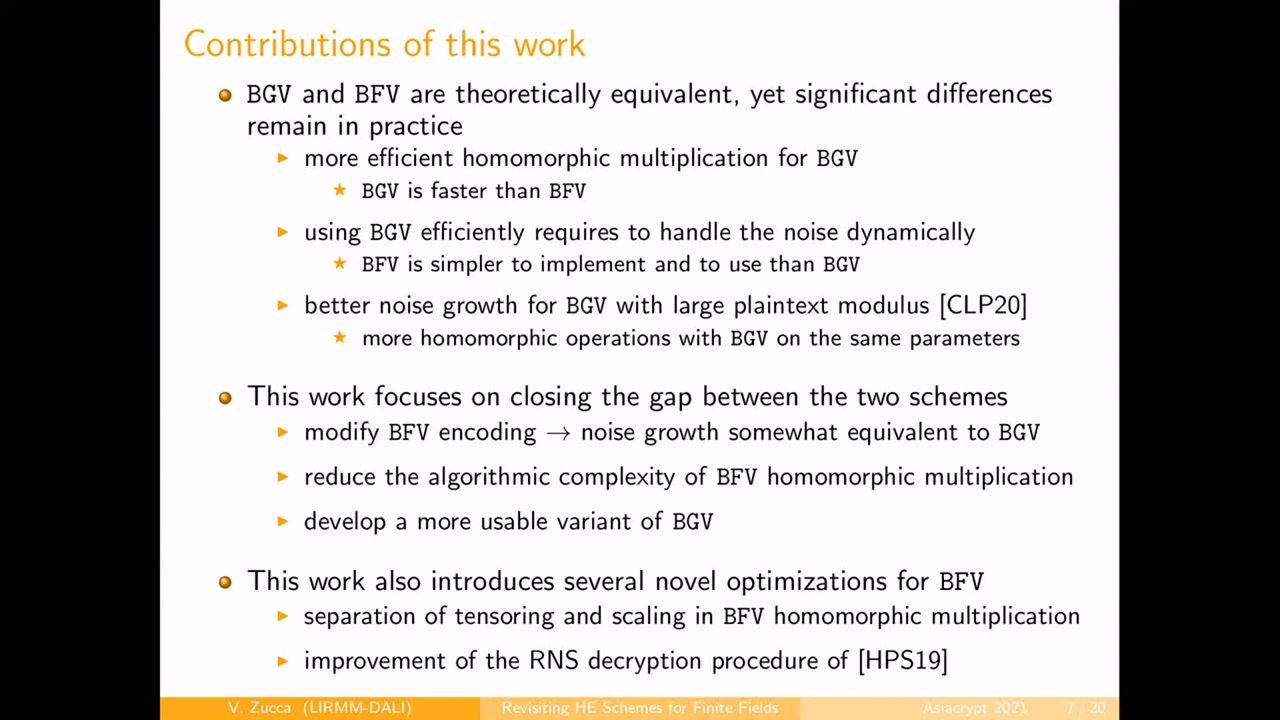 Contributions of this work
BGV and BFV are theoretically equivalent, yet significant differences
remain in practice
more efficient homomorphic multiplication for BGV
BGV is faster than BFV
using BGV efficiently requires to handle the noise dynamically
BFV is simpler to implement and to use than BGV
better noise growth for BGV with large plaintext modulus [CLP20]
more homomorphic operations with BGV on the same parameters
This work focuses on closing the gap between the two schemes
modify BFV encoding → noise growth somewhat equivalent to BGV
reduce the algorithmic complexity of BFV homomorphic multiplication
develop a more usable variant of BGV
This work also introduces several novel optimizations for BFV
separation of tensoring and scaling in BFV homomorphic multiplication
improvement of the RNS decryption procedure of [HPS19]
V. Zucca (LIRMM-DALI) Revisiting HE Schemes for Finite Fields Asiacrypt 2021 7 / 20